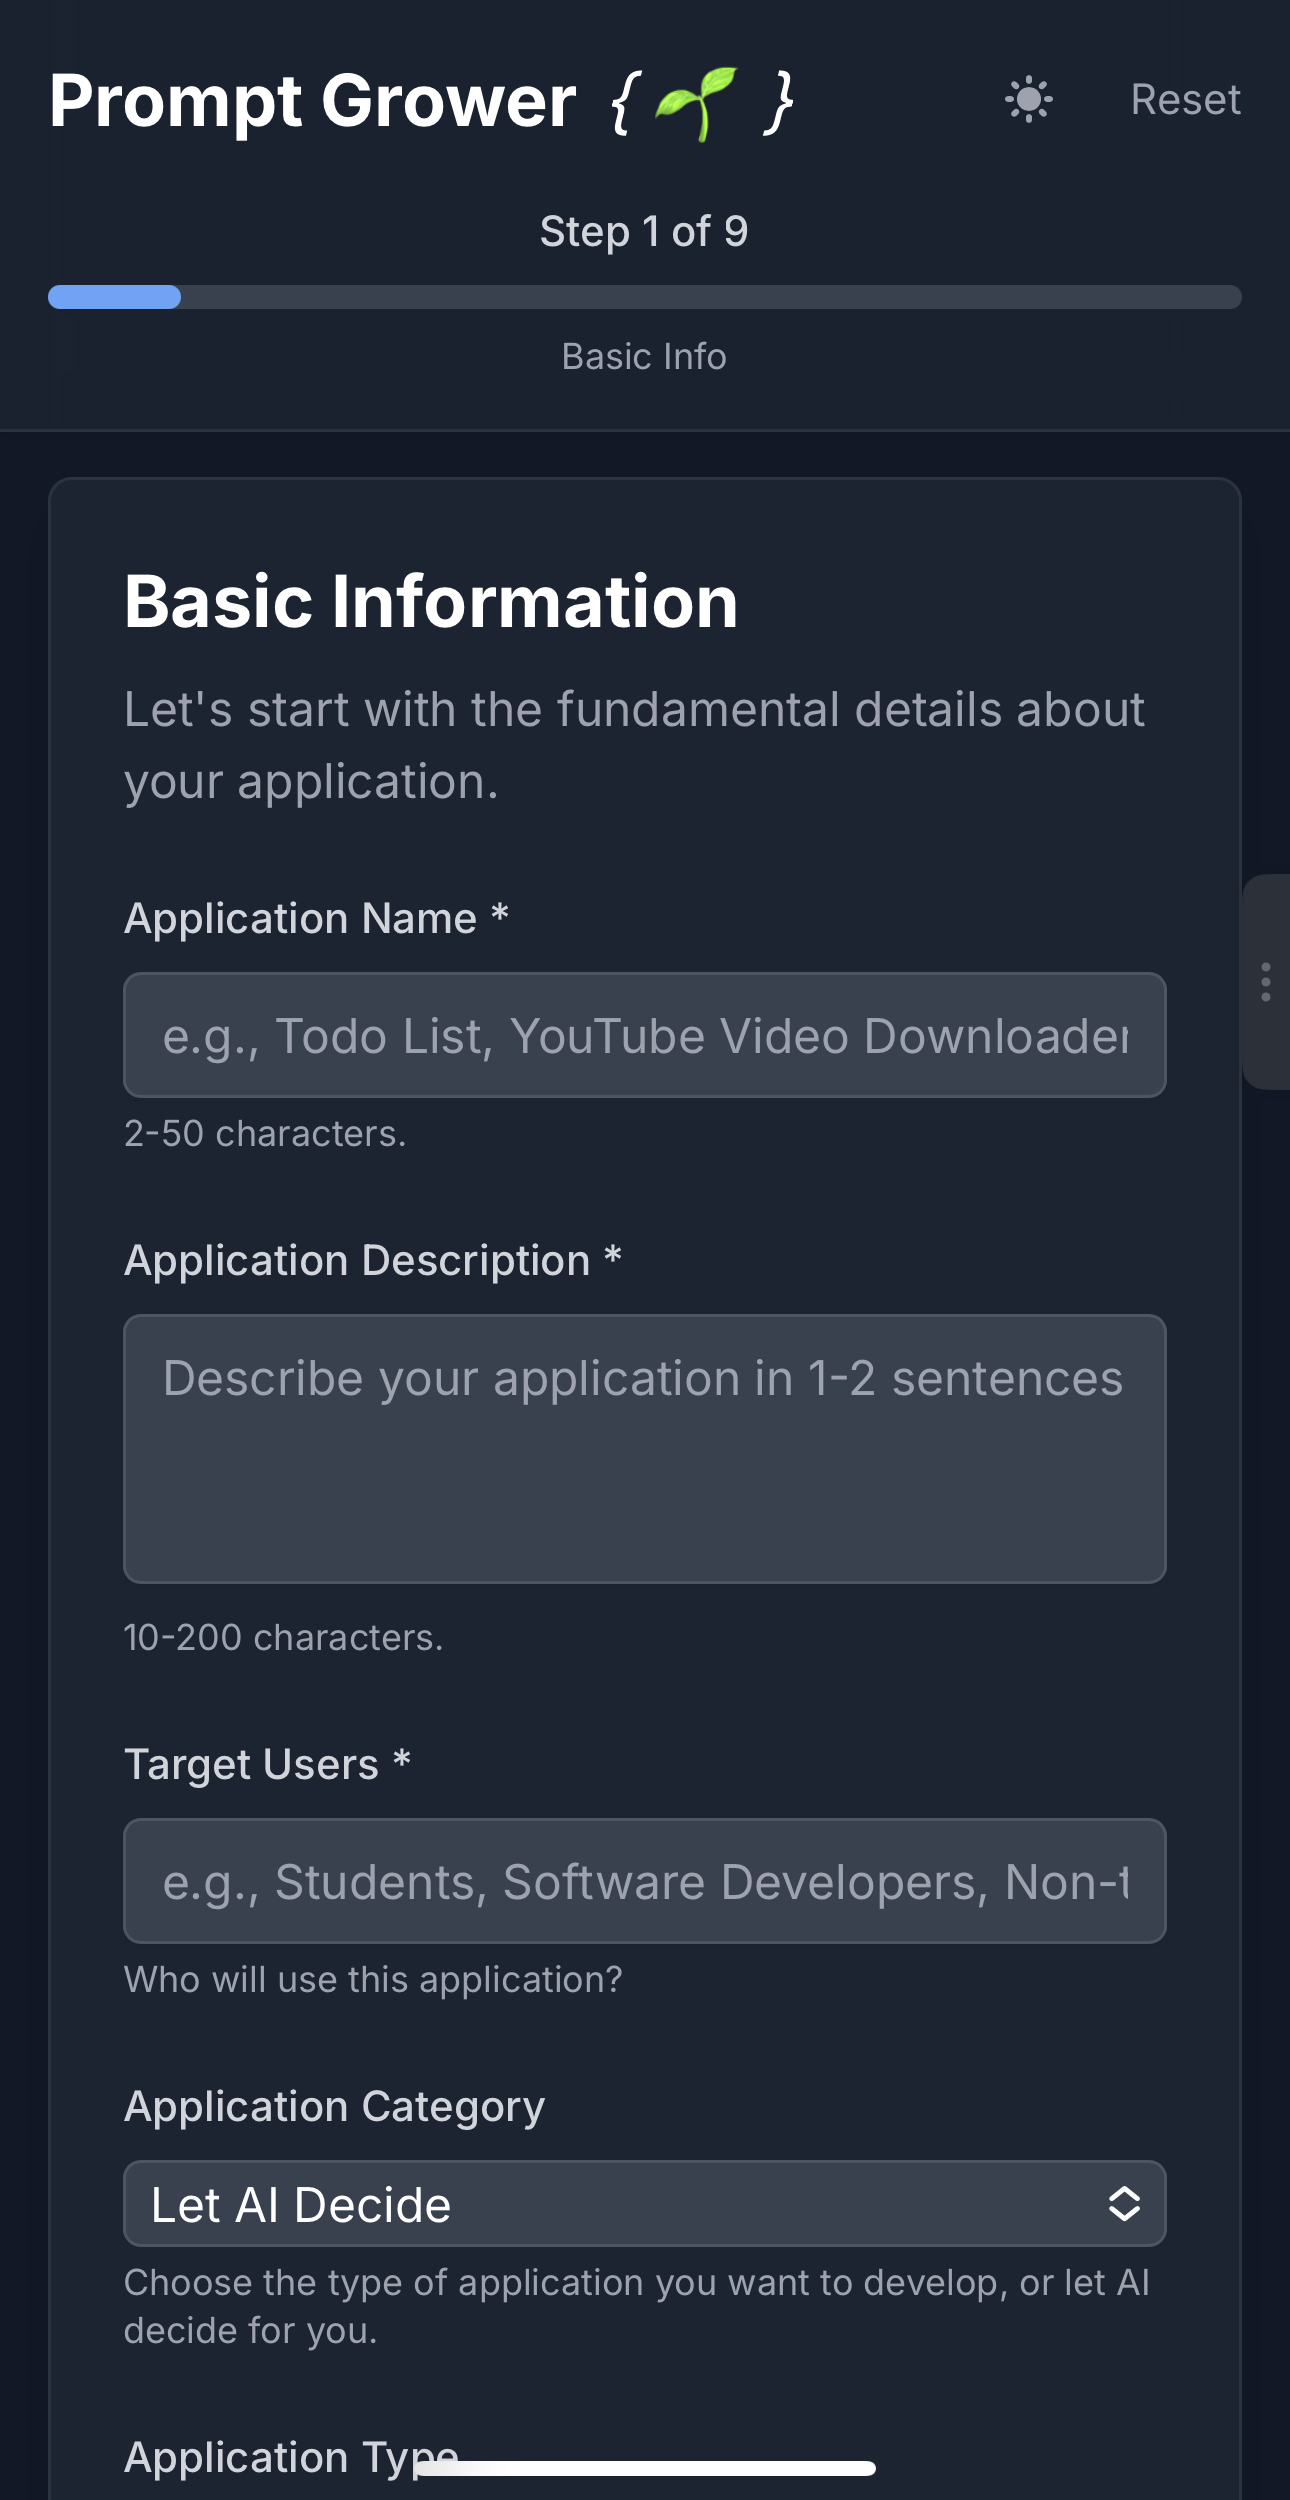 Prompt Grower { 🌱 }
Reset
Step 1 of 9
Basic Info
Basic Information
Let's start with the fundamental details about
your application.
Application Name *
e.g., Todo List, YouTube Video Downloader
2-50 characters.
Application Description *
Describe your application in 1-2 sentences
10-200 characters.
Target Users *
e.g., Students, Software Developers, Non-t
Who will use this application?
Application Category
Let AI Decide
Choose the type of application you want to develop, or let AI
decide for you.
Application Type